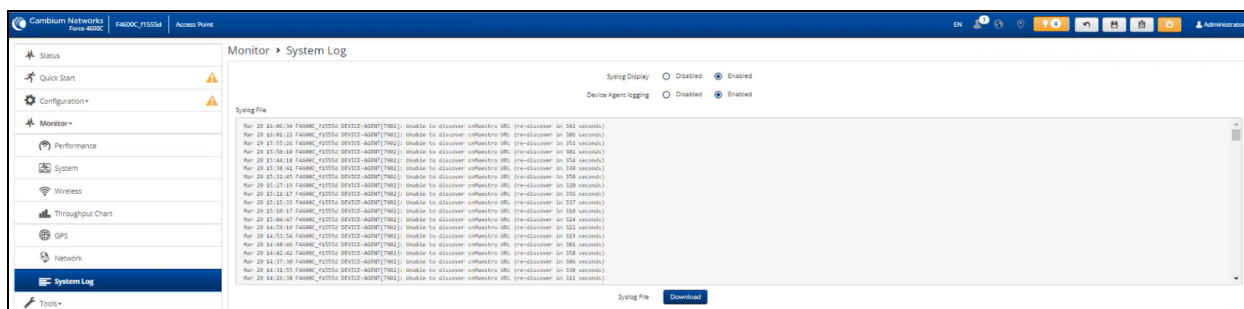 Cambium Networks
Force 4600C
F4600C_f1555d
Access Point
EN
1
4
Administrator
Status
Quick Start
Configuration
Monitor
Performance
System
Wireless
Throughput Chart
GPS
Network
System Log
Tools
Monitor > System Log
Syslog Display Disabled Enabled
Device Agent logging Disabled Enabled
Syslog File
Mar 29 16:06:34 F4600C_f1555d DEVICE-AGENT[7902]: Unable to discover cnMaestro URL (re-discover in 342 seconds)
Mar 29 16:01:22 F4600C_f1555d DEVICE-AGENT[7902]: Unable to discover cnMaestro URL (re-discover in 306 seconds)
Mar 29 15:55:26 F4600C_f1555d DEVICE-AGENT[7902]: Unable to discover cnMaestro URL (re-discover in 351 seconds)
Mar 29 15:50:18 F4600C_f1555d DEVICE-AGENT[7902]: Unable to discover cnMaestro URL (re-discover in 302 seconds)
Mar 29 15:44:18 F4600C_f1555d DEVICE-AGENT[7902]: Unable to discover cnMaestro URL (re-discover in 354 seconds)
Mar 29 15:38:41 F4600C_f1555d DEVICE-AGENT[7902]: Unable to discover cnMaestro URL (re-discover in 330 seconds)
Mar 29 15:32:45 F4600C_f1555d DEVICE-AGENT[7902]: Unable to discover cnMaestro URL (re-discover in 350 seconds)
Mar 29 15:27:19 F4600C_f1555d DEVICE-AGENT[7902]: Unable to discover cnMaestro URL (re-discover in 320 seconds)
Mar 29 15:21:17 F4600C_f1555d DEVICE-AGENT[7902]: Unable to discover cnMaestro URL (re-discover in 356 seconds)
Mar 29 15:15:33 F4600C_f1555d DEVICE-AGENT[7902]: Unable to discover cnMaestro URL (re-discover in 337 seconds)
Mar 29 15:10:17 F4600C_f1555d DEVICE-AGENT[7902]: Unable to discover cnMaestro URL (re-discover in 310 seconds)
Mar 29 15:04:47 F4600C_f1555d DEVICE-AGENT[7902]: Unable to discover cnMaestro URL (re-discover in 324 seconds)
Mar 29 14:59:19 F4600C_f1555d DEVICE-AGENT[7902]: Unable to discover cnMaestro URL (re-discover in 322 seconds)
Mar 29 14:53:54 F4600C_f1555d DEVICE-AGENT[7902]: Unable to discover cnMaestro URL (re-discover in 319 seconds)
Mar 29 14:48:46 F4600C_f1555d DEVICE-AGENT[7902]: Unable to discover cnMaestro URL (re-discover in 301 seconds)
Mar 29 14:42:42 F4600C_f1555d DEVICE-AGENT[7902]: Unable to discover cnMaestro URL (re-discover in 358 seconds)
Mar 29 14:37:30 F4600C_f1555d DEVICE-AGENT[7902]: Unable to discover cnMaestro URL (re-discover in 306 seconds)
Mar 29 14:31:55 F4600C_f1555d DEVICE-AGENT[7902]: Unable to discover cnMaestro URL (re-discover in 330 seconds)
Mar 29 14:26:38 F4600C_f1555d DEVICE-AGENT[7902]: Unable to discover cnMaestro URL (re-discover in 311 seconds)
Syslog File Download